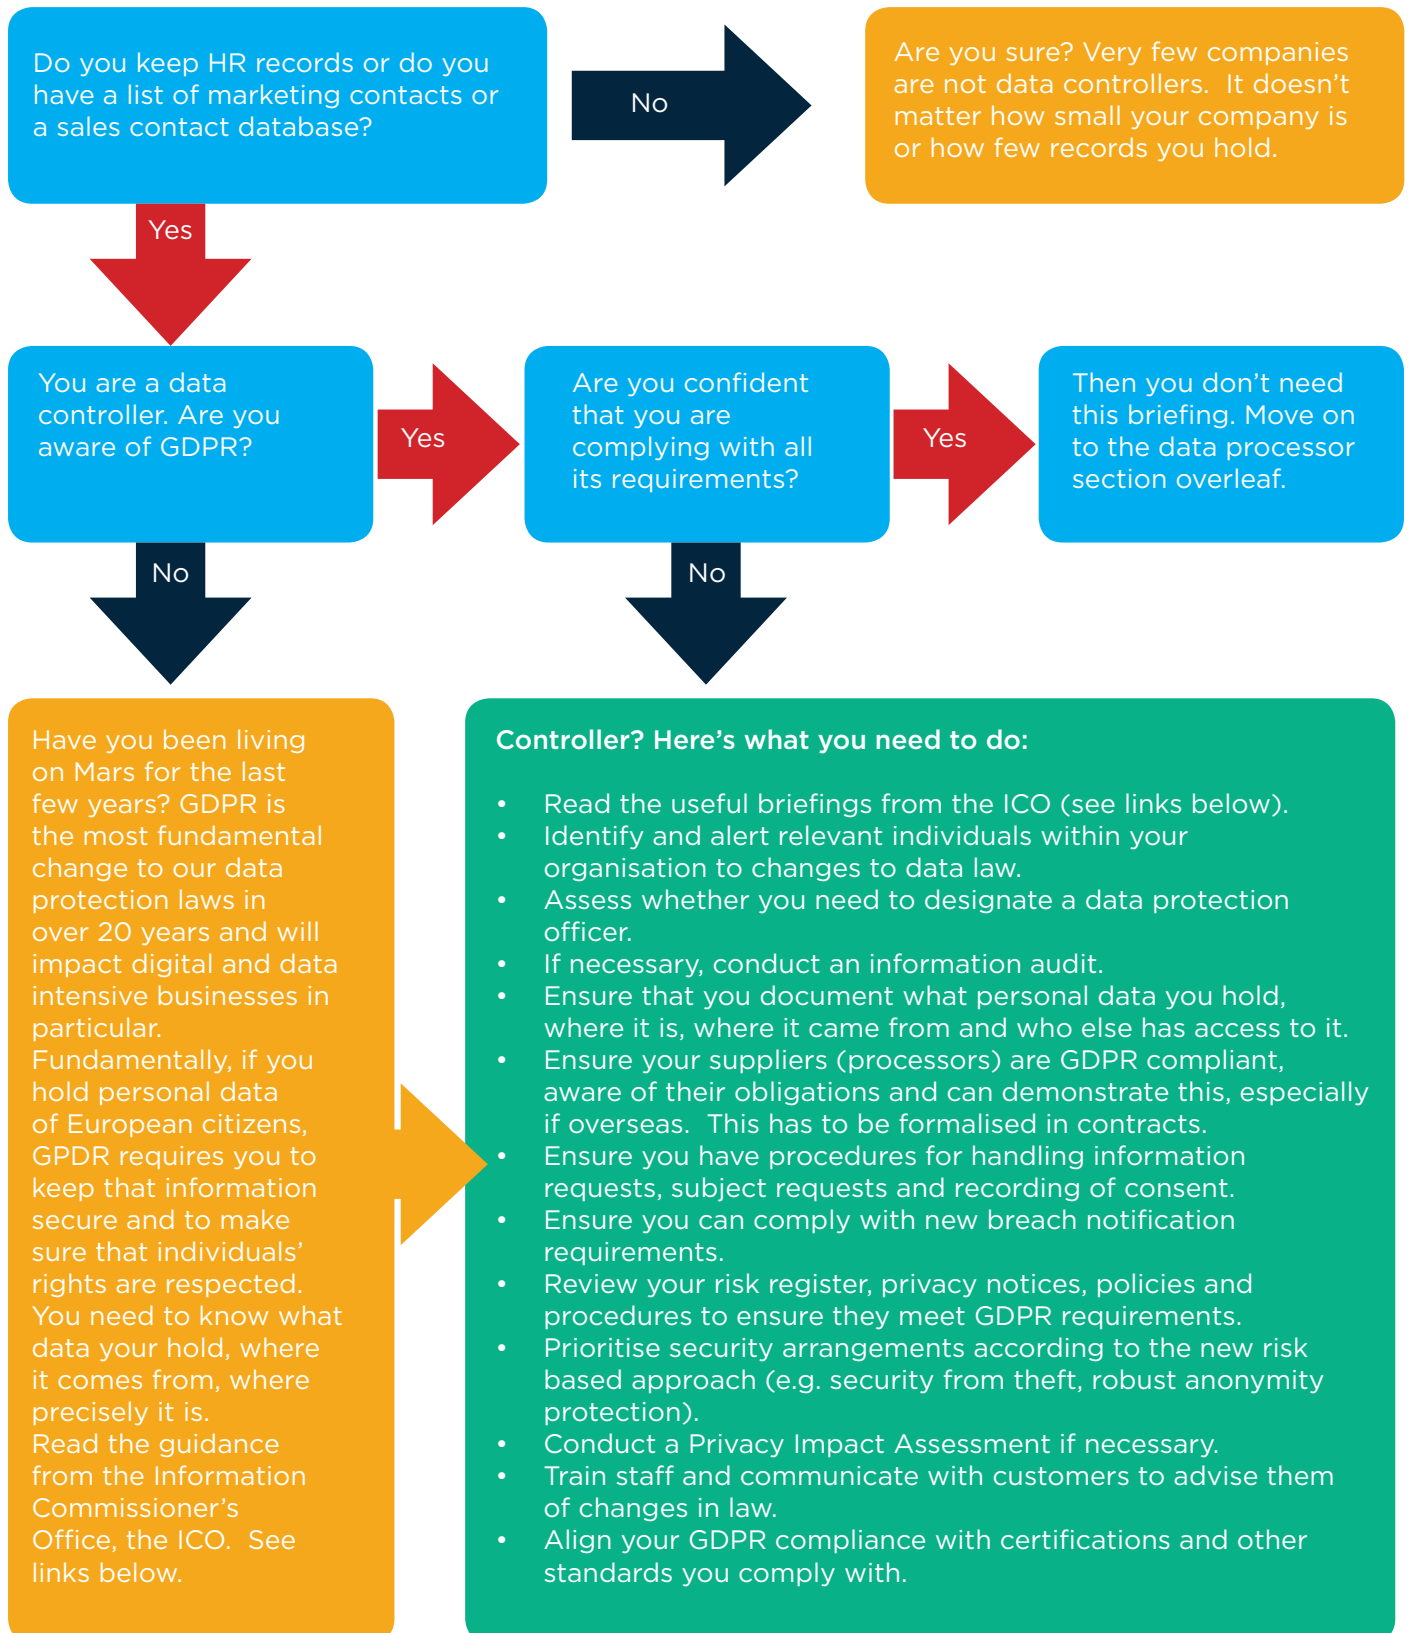 Do you keep HR records or do you
have a list of marketing contacts or
a sales contact database?
No
Are you sure? Very few companies
are not data controllers.  It doesn't
matter how small your company is
or how few records you hold.
Yes
You are a data
controller. Are you
aware of GDPR?
Yes
Are you confident
that you are
complying with all
its requirements?
Yes
Then you don't need
this briefing. Move on
to the data processor
section overleaf.
No
No
Have you been living
on Mars for the last
few years? GDPR is
the most fundamental
change to our data
protection laws in
over 20 years and will
impact digital and data
intensive businesses in
particular.
Fundamentally, if you
hold personal data
of European citizens,
GPDR requires you to
keep that information
secure and to make
sure that individuals'
rights are respected.
You need to know what
data your hold, where
it comes from, where
precisely it is.
Read the guidance
from the Information
Commissioner's
Office, the ICO.  See
links below.
Controller? Here's what you need to do:
• Read the useful briefings from the ICO (see links below).
• Identify and alert relevant individuals within your
organisation to changes to data law.
• Assess whether you need to designate a data protection
officer.
• If necessary, conduct an information audit.
• Ensure that you document what personal data you hold,
where it is, where it came from and who else has access to it.
• Ensure your suppliers (processors) are GDPR compliant,
aware of their obligations and can demonstrate this, especially
if overseas.  This has to be formalised in contracts.
• Ensure you have procedures for handling information
requests, subject requests and recording of consent.
• Ensure you can comply with new breach notification
requirements.
• Review your risk register, privacy notices, policies and
procedures to ensure they meet GDPR requirements.
• Prioritise security arrangements according to the new risk
based approach (e.g. security from theft, robust anonymity
protection).
• Conduct a Privacy Impact Assessment if necessary.
• Train staff and communicate with customers to advise them
of changes in law.
• Align your GDPR compliance with certifications and other
standards you comply with.